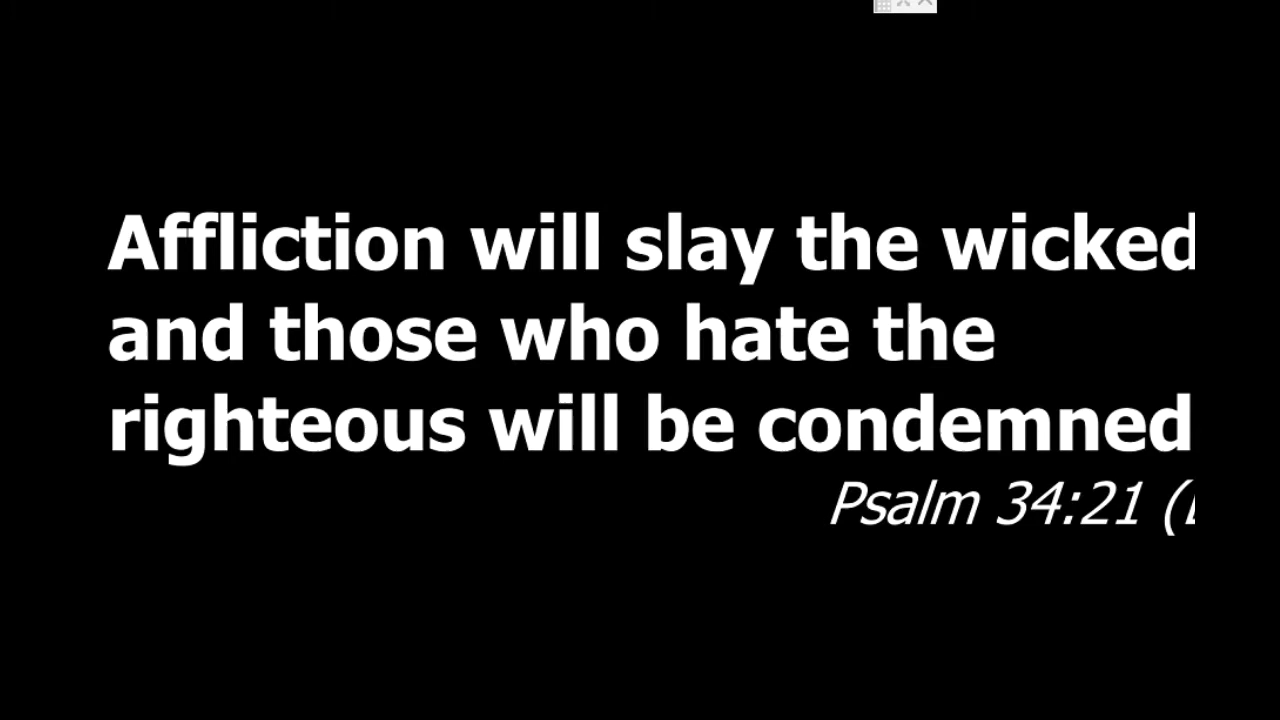 Affliction will slay the wicked
and those who hate the
righteous will be condemned
Psalm 34:21 (